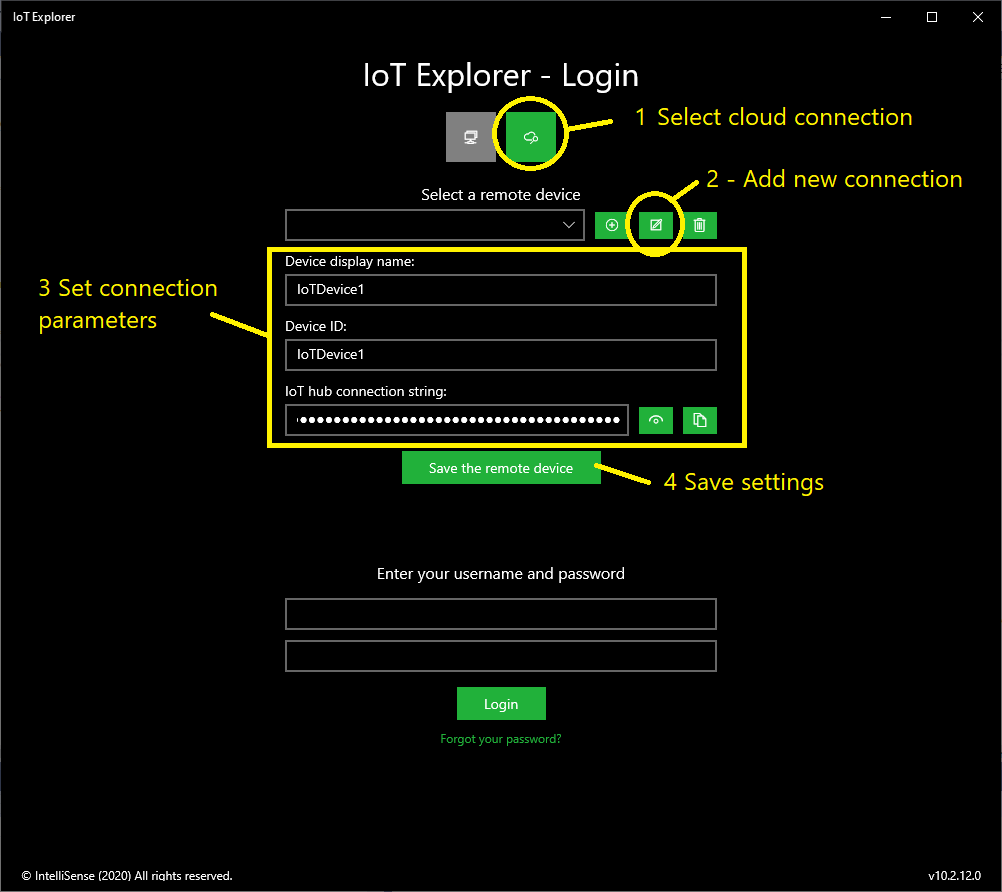 IoT Explorer
IoT Explorer - Login
1 Select cloud connection
2 - Add new connection
Select a remote device
3 Set connection
parameters
Device display name:
IoTDevice1
Device ID:
IoTDevice1
IoT hub connection string:
Save the remote device
4 Save settings
Enter your username and password
Login
Forgot your password?
© IntelliSense (2020) All rights reserved.
v10.2.12.0